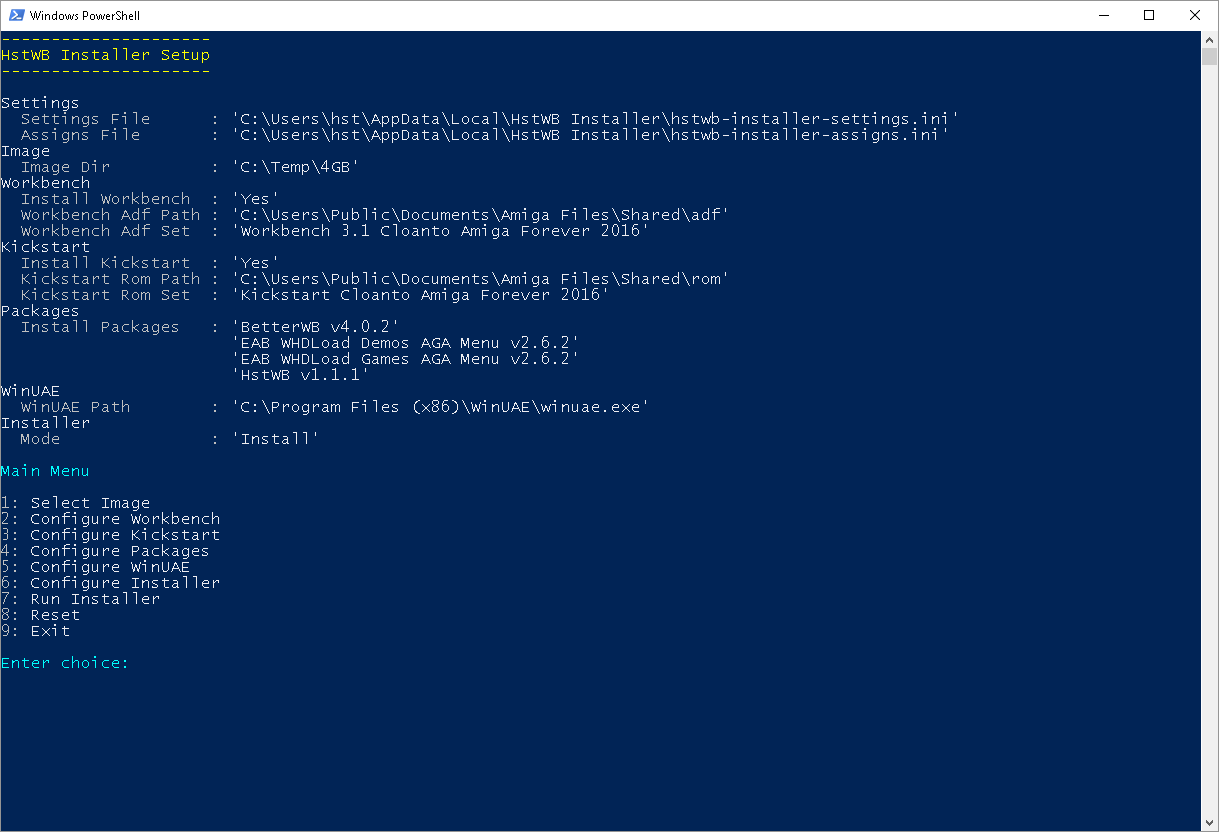 Windows PowerShell
---------------------
HstWB Installer Setup
---------------------
Settings
  Settings File      : 'C:\Users\hst\AppData\Local\HstWB Installer\hstwb-installer-settings.ini'
  Assigns File       : 'C:\Users\hst\AppData\Local\HstWB Installer\hstwb-installer-assigns.ini'
Image
  Image Dir          : 'C:\Temp\4GB'
Workbench
  Install Workbench  : 'Yes'
  Workbench Adf Path : 'C:\Users\Public\Documents\Amiga Files\Shared\adf'
  Workbench Adf Set  : 'Workbench 3.1 Cloanto Amiga Forever 2016'
Kickstart
  Install Kickstart  : 'Yes'
  Kickstart Rom Path : 'C:\Users\Public\Documents\Amiga Files\Shared\rom'
  Kickstart Rom Set  : 'Kickstart Cloanto Amiga Forever 2016'
Packages
  Install Packages   : 'BetterWB v4.0.2'
                       'EAB WHDLoad Demos AGA Menu v2.6.2'
                       'EAB WHDLoad Games AGA Menu v2.6.2'
                       'HstWB v1.1.1'
WinUAE
  WinUAE Path        : 'C:\Program Files (x86)\WinUAE\winuae.exe'
Installer
  Mode               : 'Install'
Main Menu
1: Select Image
2: Configure Workbench
3: Configure Kickstart
4: Configure Packages
5: Configure WinUAE
6: Configure Installer
7: Run Installer
8: Reset
9: Exit
Enter choice: